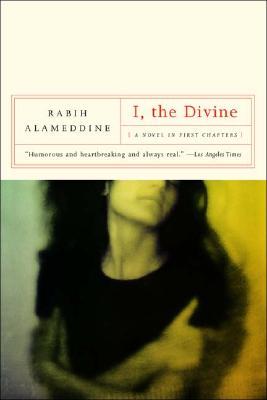 RABIH
ALAMEDDINE
I, the Divine
[ A NOVEL IN FIRST CHAPTERS ]
"Humorous and heartbreaking and always real." —Los Angeles Times